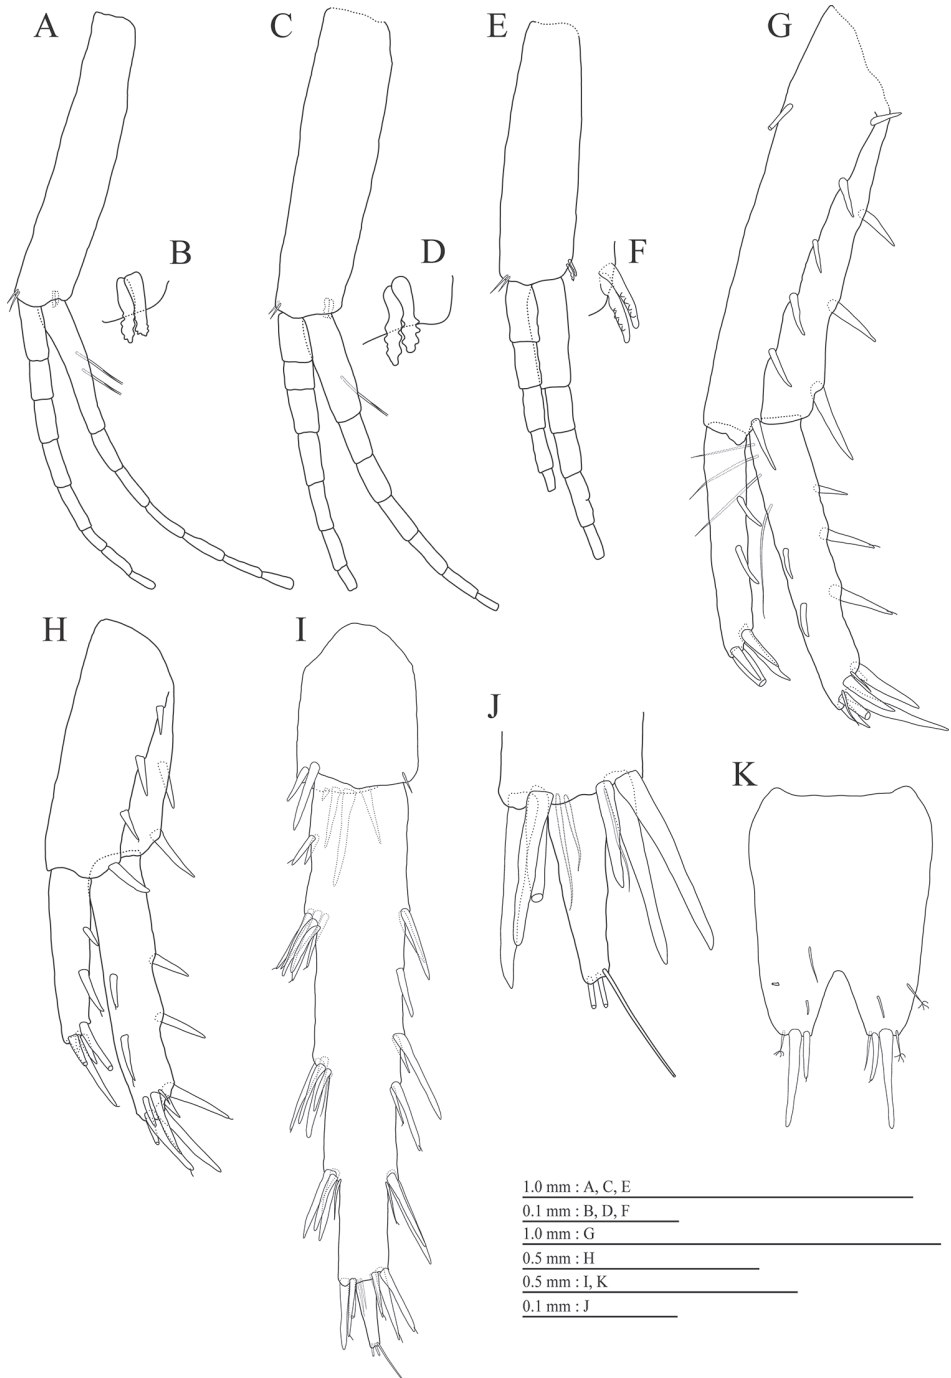 A
C
E
G
B
D
F
H
I
J
K
1.0 mm : A, C, E
0.1 mm : B, D, F
1.0 mm : G
0.5 mm : H
0.5 mm : I, K
0.1 mm : J